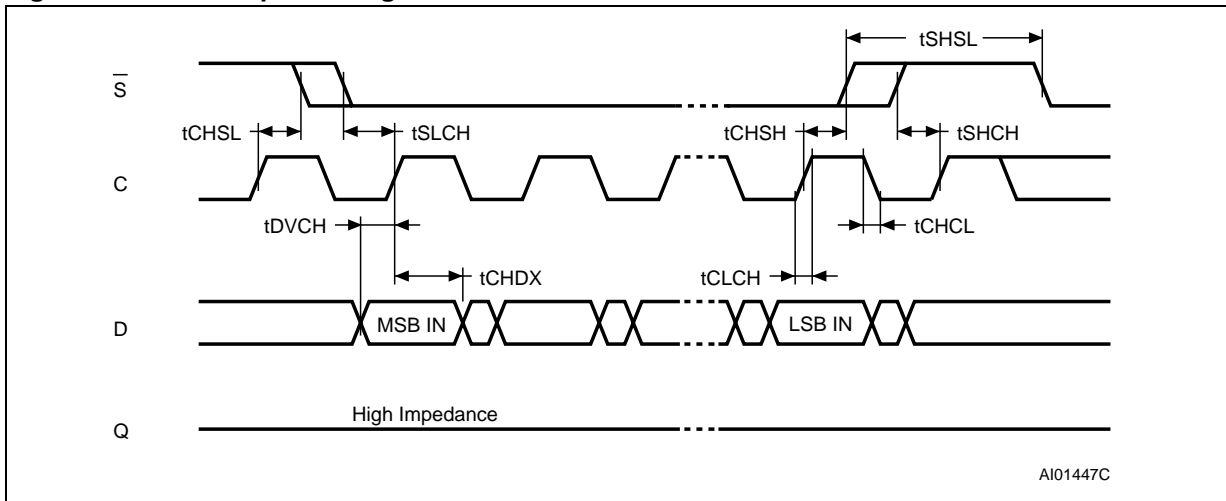 tSHSL
S̅
tCHSL
tSLCH
tCHSH
tSHCH
C
tDVCH
tCHCL
tCHDX
tCLCH
D
MSB IN
LSB IN
High Impedance
Q
AI01447C